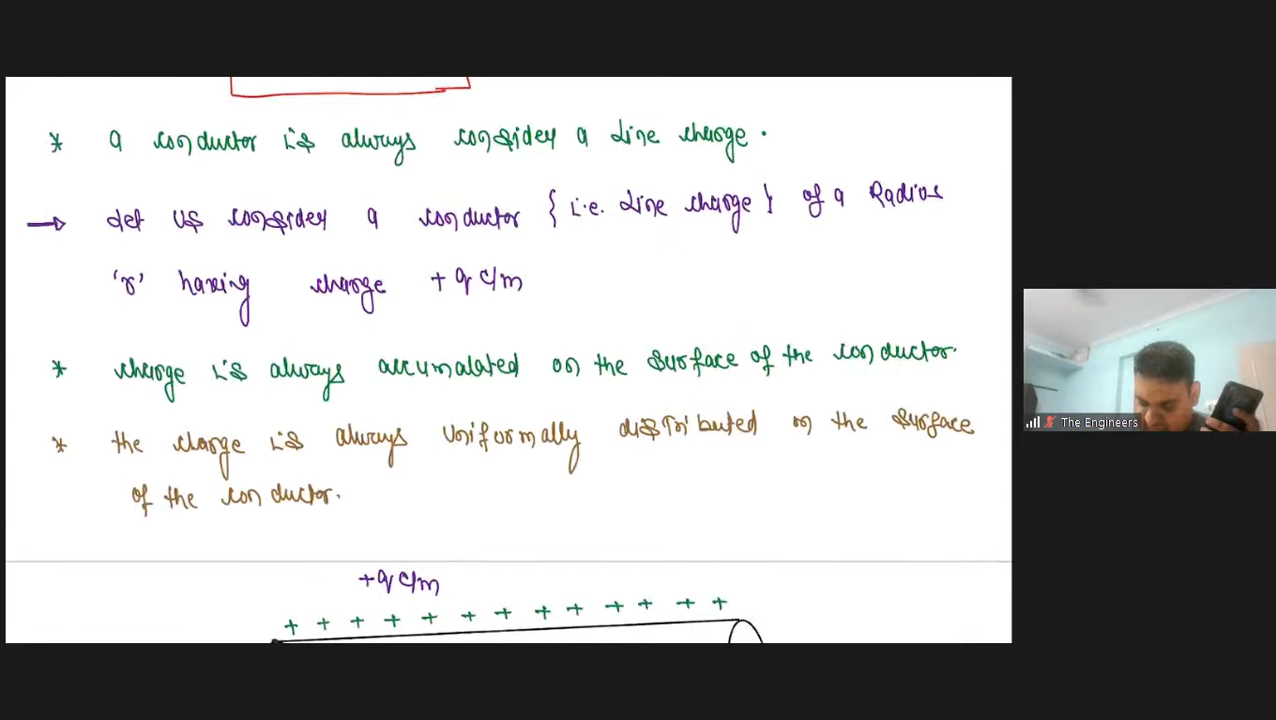 * a conductor is always consider a line charge.
→ Let us consider a conductor { i.e. line charge } of a Radius
'r' having charge +q c/m
* charge is always accumalated on the surface of the conductor.
* the charge is always uniformally distributed on the surface
of the conductor.
The Engineers
+q c/m
+ + + + + + + + + + + + +